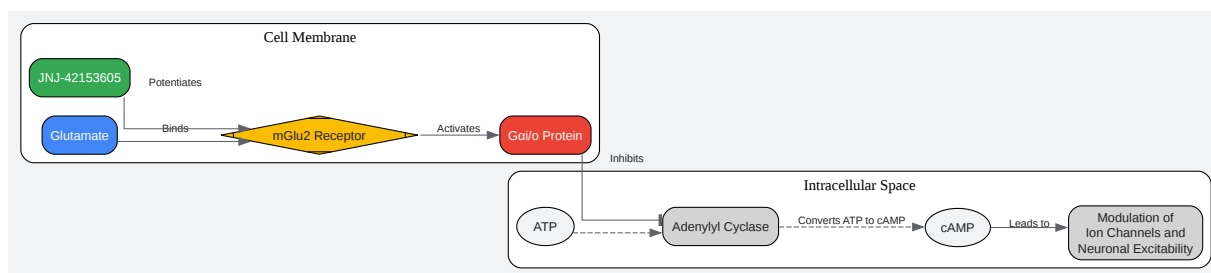 Cell Membrane
JNJ-42153605
Potentiates
Glutamate
Binds
mGlu2 Receptor
Activates
Gαi/o Protein
Inhibits
Intracellular Space
ATP
Adenylyl Cyclase
Converts ATP to cAMP
cAMP
Leads to
Modulation of
Ion Channels and
Neuronal Excitability